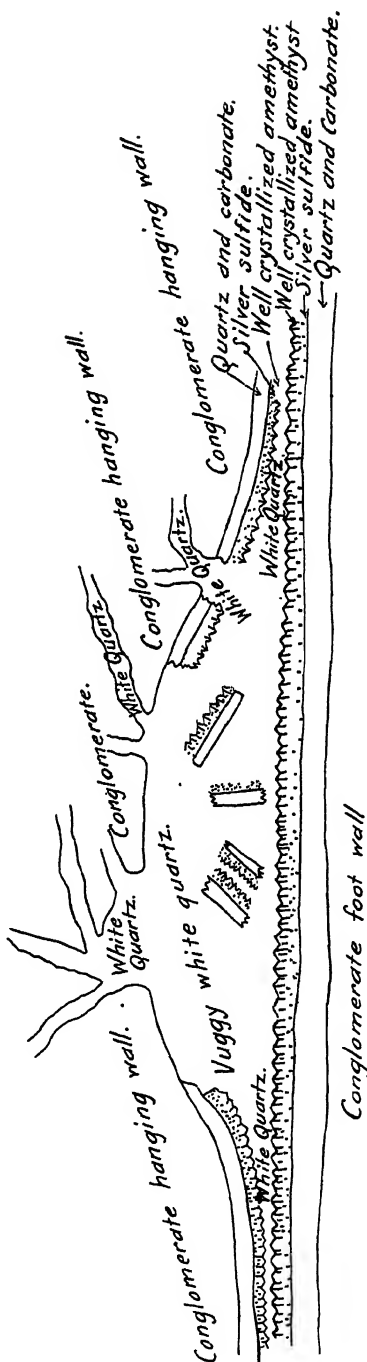 Conglomerate hanging wall.
White
Quartz.
Conglomerate.
White Quartz.
Conglomerate hanging wall.
Conglomerate hanging wall.
Vuggy white quartz.
White
Quartz.
Quartz and carbonate.
Silver sulfide.
Well crystallized amethyst.
Well crystallized amethyst
Silver sulfide.
Quartz and Carbonate.
White Quartz.
White Quartz
Conglomerate foot wall